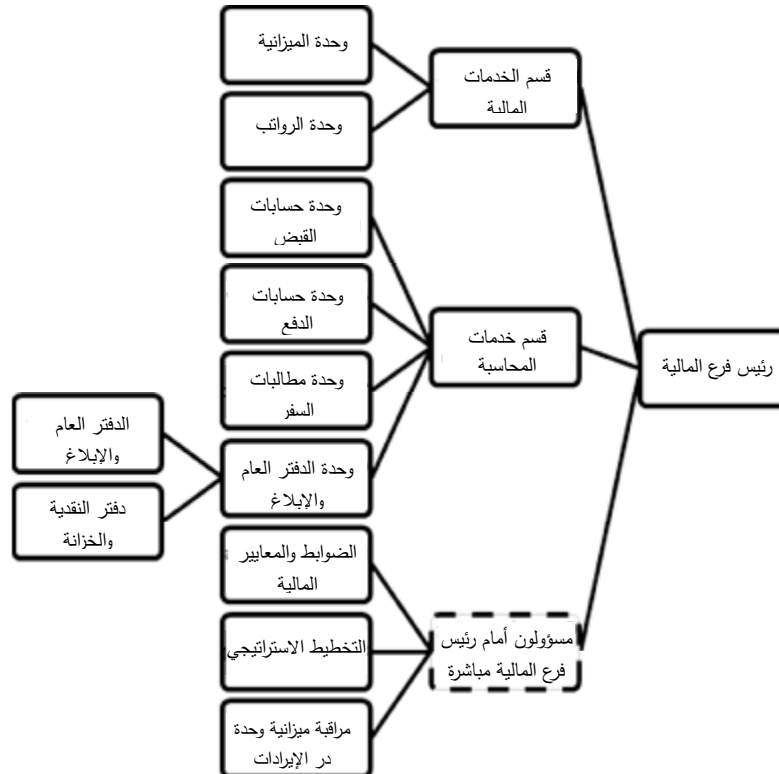 وحدة الميزانية
قسم الخدمات
المالية
وحدة الرواتب
وحدة حسابات
القبض
وحدة حسابات
الدفع
قسم خدمات
المحاسبة
رئيس فرع المالية
وحدة مطالبات
السفر
الدفتر العام
والإبلاغ
وحدة الدفتر العام
والإبلاغ
دفتر النقدية
والخزانة
الضوابط والمعايير
المالية
مسؤولون أمام رئيس
فرع المالية مباشرة
التخطيط الاستراتيجي
مراقبة ميزانية وحدة
در الإيرادات